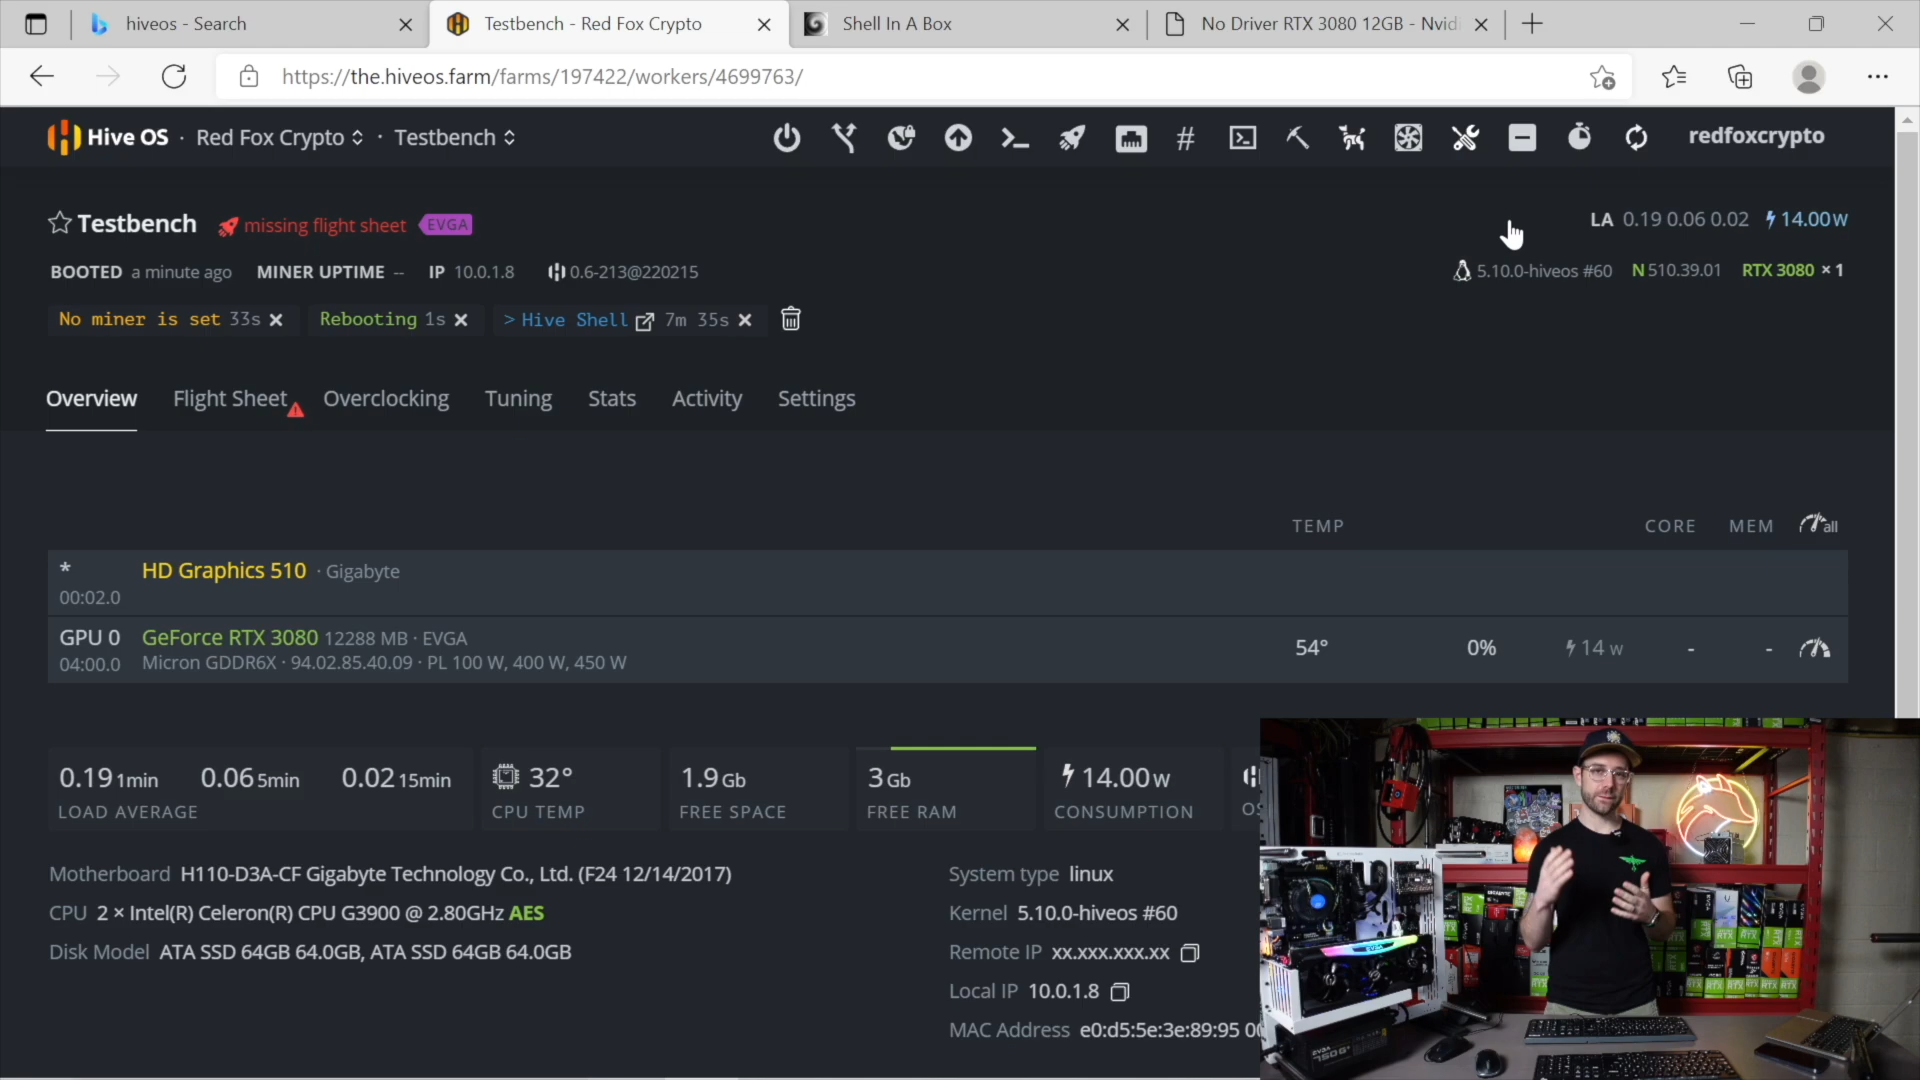 hiveos - Search
Testbench - Red Fox Crypto
Shell In A Box
No Driver RTX 3080 12GB - Nvid
https://the.hiveos.farm/farms/197422/workers/4699763/
Hive OS · Red Fox Crypto · Testbench
redfoxcrypto
Testbench missing flight sheet EVGA
LA 0.19 0.06 0.02 14.00W
BOOTED a minute ago MINER UPTIME -- IP 10.0.1.8 0.6-213@220215
5.10.0-hiveos #60 N 510.39.01 RTX 3080 × 1
No miner is set 33s Rebooting 1s > Hive Shell 7m 35s
Overview Flight Sheet Overclocking Tuning Stats Activity Settings
TEMP CORE MEM all
* HD Graphics 510 · Gigabyte
00:02.0
GPU 0 GeForce RTX 3080 12288 MB · EVGA
04:00.0 Micron GDDR6X · 94.02.85.40.09 · PL 100 W, 400 W, 450 W
54° 0% 14 W - -
0.19 1min 0.06 5min 0.02 15min
LOAD AVERAGE
32°
CPU TEMP
1.9 Gb
FREE SPACE
3 Gb
FREE RAM
14.00 W
CONSUMPTION
Motherboard H110-D3A-CF Gigabyte Technology Co., Ltd. (F24 12/14/2017)
CPU 2 × Intel(R) Celeron(R) CPU G3900 @ 2.80GHz AES
Disk Model ATA SSD 64GB 64.0GB, ATA SSD 64GB 64.0GB
System type linux
Kernel 5.10.0-hiveos #60
Remote IP xx.xxx.xxx.xx
Local IP 10.0.1.8
MAC Address e0:d5:5e:3e:89:95